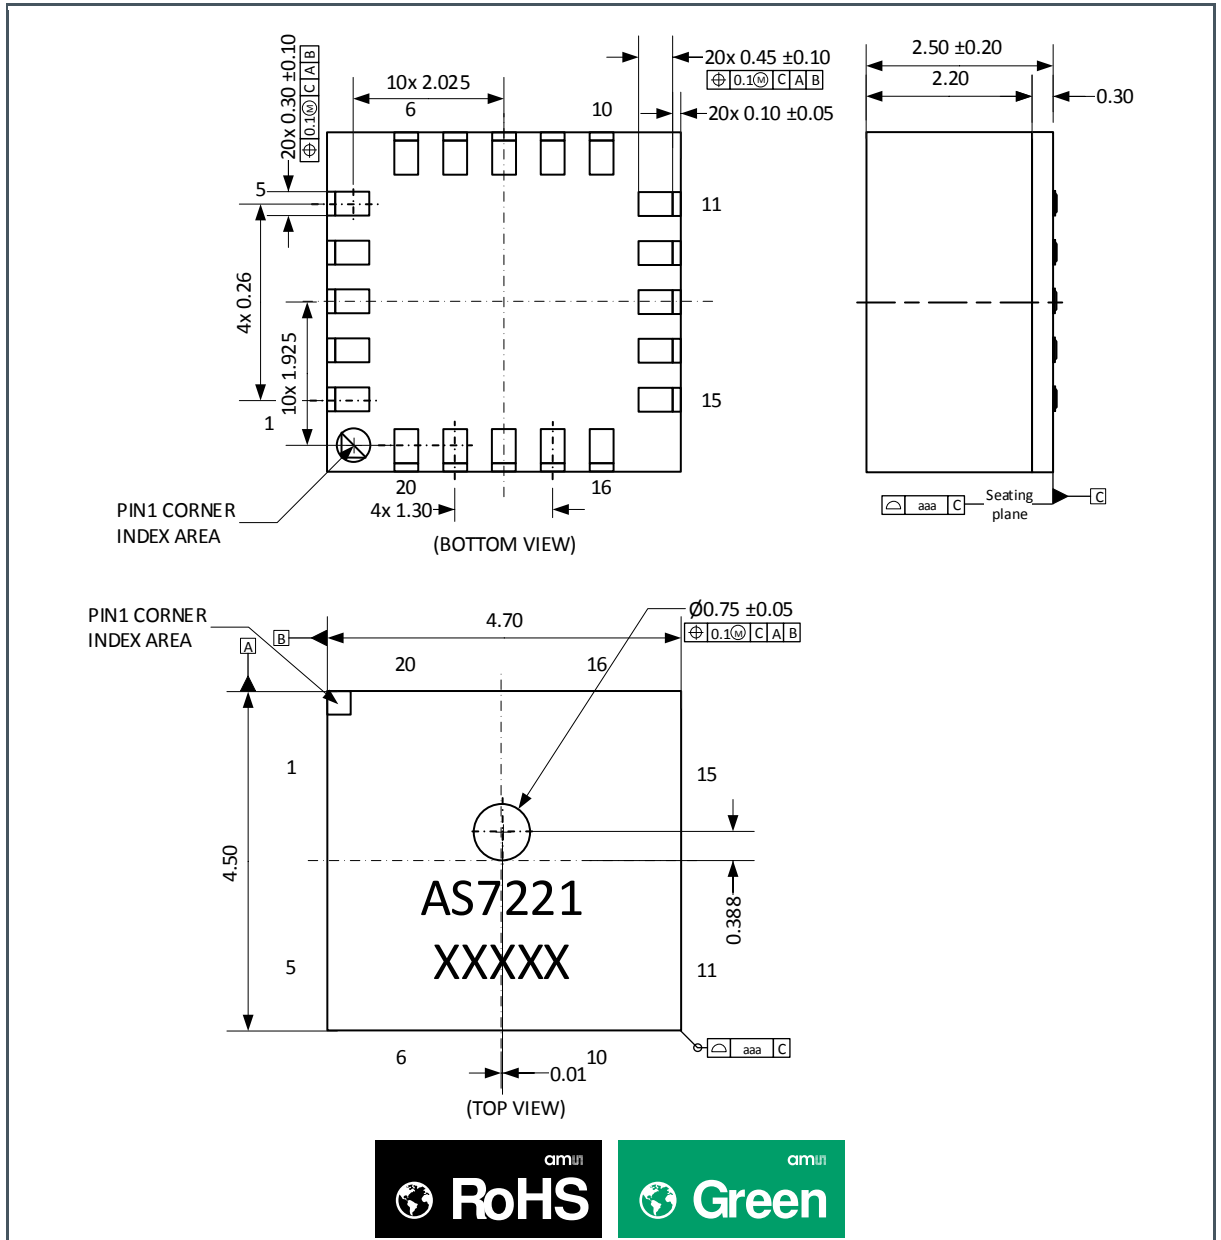 20x 0.30 ±0.10
⌖ 0.1Ⓜ C A B
10x 2.025
20x 0.45 ±0.10
⌖ 0.1Ⓜ C A B
20x 0.10 ±0.05
2.50 ±0.20
2.20
0.30
6
10
5
11
4x 0.26
10x 1.925
1
15
20
16
4x 1.30
PIN1 CORNER
INDEX AREA
(BOTTOM VIEW)
⌓ aaa C
Seating
plane
C
PIN1 CORNER
INDEX AREA
A
B
4.70
Ø0.75 ±0.05
⌖ 0.1Ⓜ C A B
20
16
1
15
4.50
0.388
AS7221
XXXXX
5
11
6
10
⌓ aaa C
0.01
(TOP VIEW)
am
RoHS
am
Green